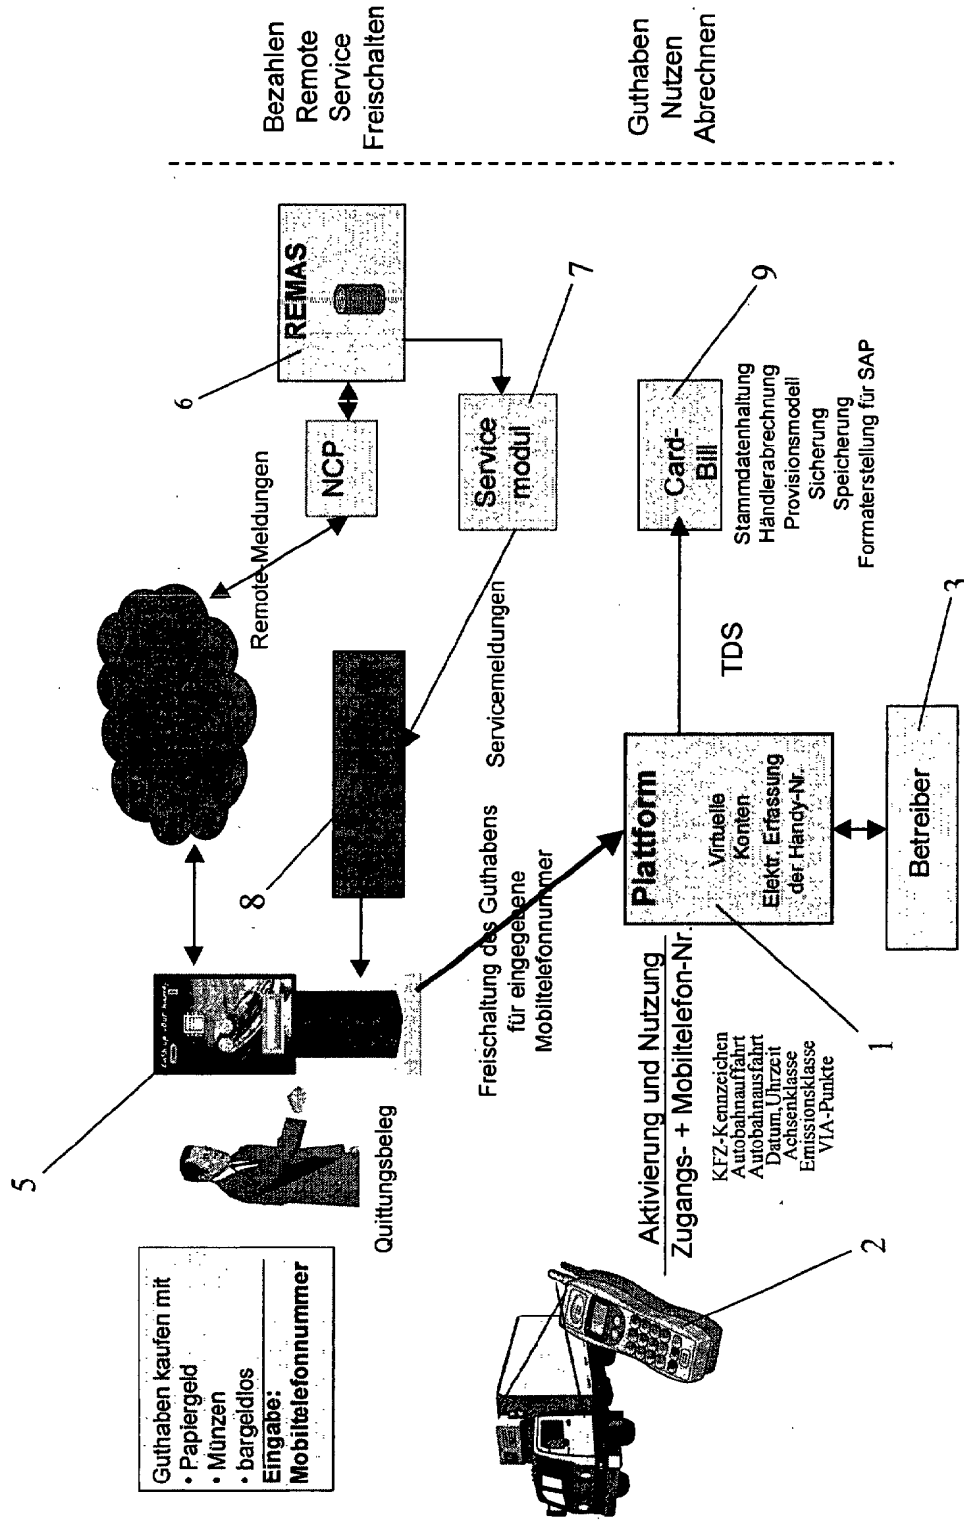 Guthaben kaufen mit
• Papiergeld
• Münzen
• bargeldlos
Eingabe:
Mobiltelefonnummer
5
Quittungsbeleg
8
Remote-Meldungen
NCP
6
REMAS
Bezahlen
Remote
Service
Freischalten
Servicemeldungen
Service
modul
7
Freischaltung des Guthabens
für eingegebene
Mobiltelefonnummer
Aktivierung und Nutzung
Zugangs- + Mobiltelefon-Nr.
KFZ-Kennzeichen
Autobahnauffahrt
Autobahnausfahrt
Datum,Uhrzeit
Achsenklasse
Emissionsklasse
VIA-Punkte
2
Plattform
Virtuelle
Konten
Elektr. Erfassung
der Handy-Nr.
1
TDS
Card-
Bill
9
Stammdatenhaltung
Händlerabrechnung
Provisionsmodell
Sicherung
Speicherung
Formaterstellung für SAP
Guthaben
Nutzen
Abrechnen
Betreiber
3